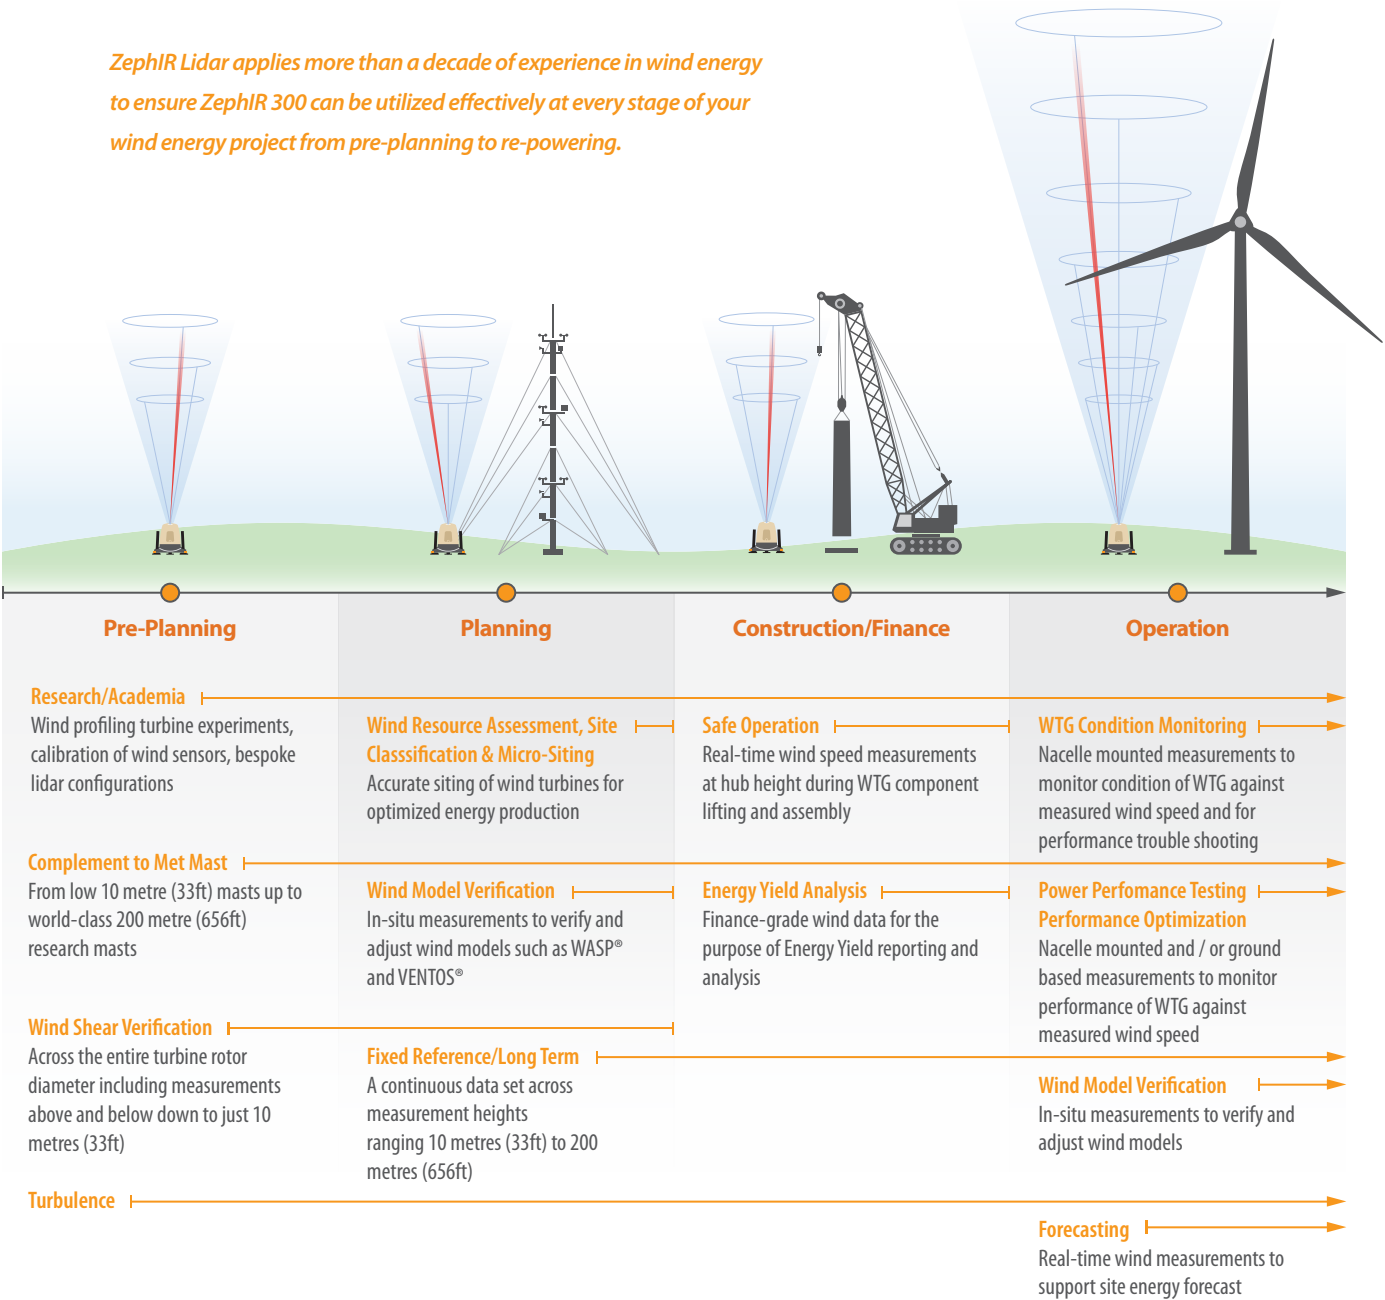 ZephIR Lidar applies more than a decade of experience in wind energy
to ensure ZephIR 300 can be utilized effectively at every stage of your
wind energy project from pre-planning to re-powering.
Pre-Planning
Research/Academia
Wind profiling turbine experiments,
calibration of wind sensors, bespoke
lidar configurations
Complement to Met Mast
From low 10 metre (33ft) masts up to
world-class 200 metre (656ft)
research masts
Wind Shear Verification
Across the entire turbine rotor
diameter including measurements
above and below down to just 10
metres (33ft)
Turbulence
Planning
Wind Resource Assessment, Site
Classsification & Micro-Siting
Accurate siting of wind turbines for
optimized energy production
Wind Model Verification
In-situ measurements to verify and
adjust wind models such as WASP®
and VENTOS®
Fixed Reference/Long Term
A continuous data set across
measurement heights
ranging 10 metres (33ft) to 200
metres (656ft)
Construction/Finance
Safe Operation
Real-time wind speed measurements
at hub height during WTG component
lifting and assembly
Energy Yield Analysis
Finance-grade wind data for the
purpose of Energy Yield reporting and
analysis
Operation
WTG Condition Monitoring
Nacelle mounted measurements to
monitor condition of WTG against
measured wind speed and for
performance trouble shooting
Power Perfomance Testing
Performance Optimization
Nacelle mounted and / or ground
based measurements to monitor
performance of WTG against
measured wind speed
Wind Model Verification
In-situ measurements to verify and
adjust wind models
Forecasting
Real-time wind measurements to
support site energy forecast